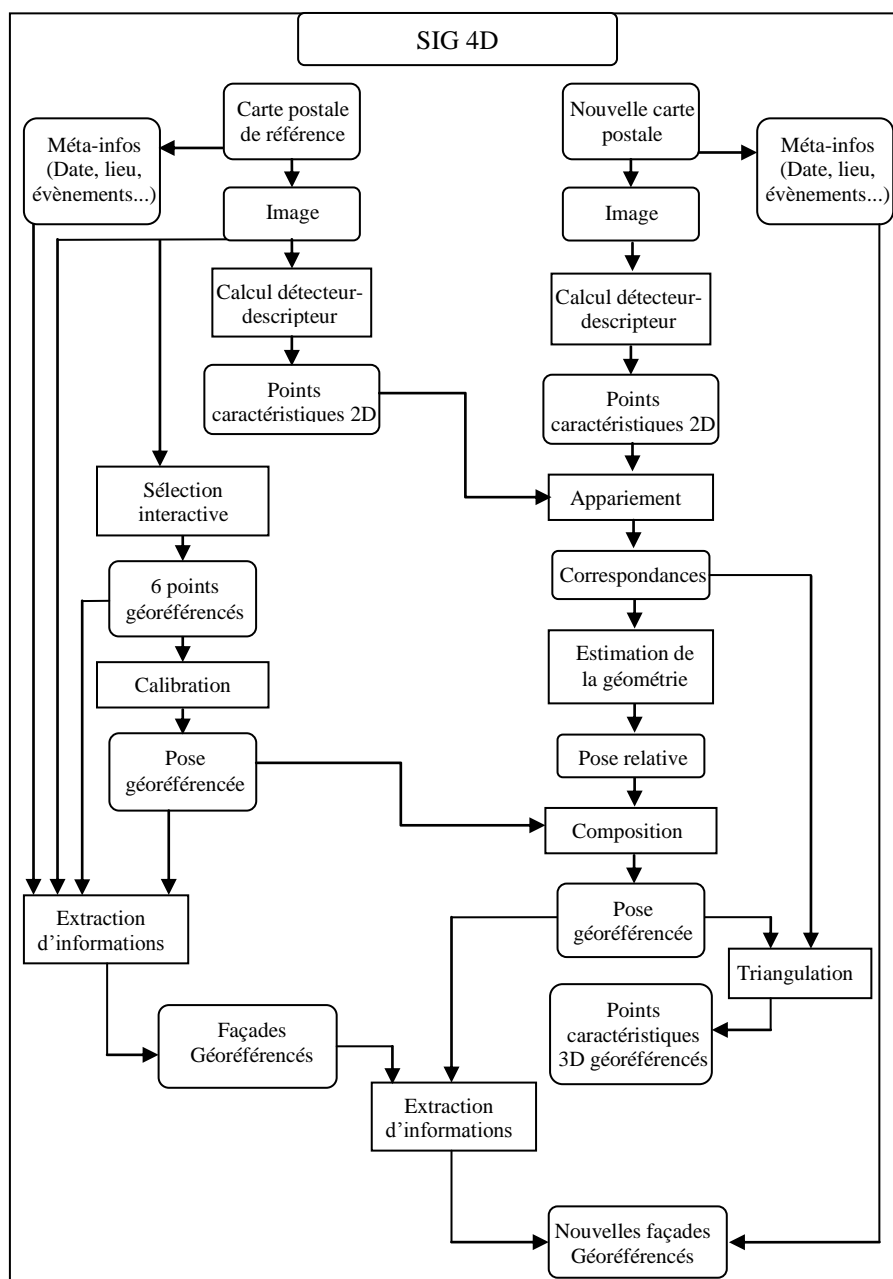 SIG 4D
Carte postale
de référence
Nouvelle carte
postale
Méta-infos
(Date, lieu,
évènements...)
Méta-infos
(Date, lieu,
évènements...)
Image
Image
Calcul détecteur-
descripteur
Calcul détecteur-
descripteur
Points
caractéristiques 2D
Points
caractéristiques 2D
Sélection
interactive
Appariement
6 points
géoréférencés
Correspondances
Estimation de
la géométrie
Calibration
Pose
géoréférencée
Pose relative
Composition
Extraction
d’informations
Pose
géoréférencée
Triangulation
Façades
Géoréférencés
Points
caractéristiques
3D géoréférencés
Extraction
d’informations
Nouvelles façades
Géoréférencés